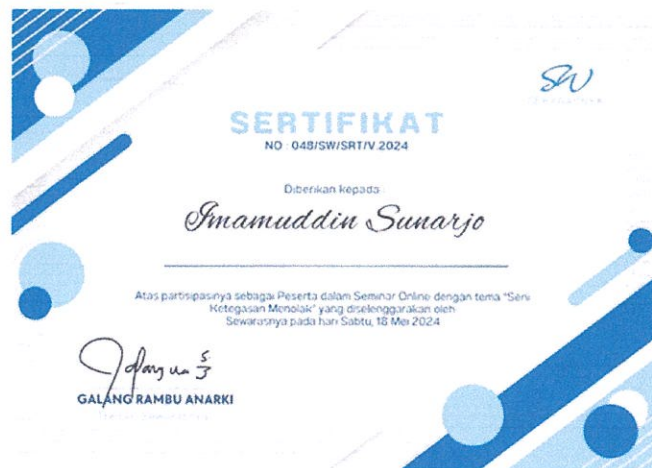 SW
SERTIFIKAT
NO : 048/SW/SRT/V.2024
Diberikan kepada
Imamuddin Sunarjo
Atas partisipasinya sebagai Peserta dalam Seminar Online dengan tema "Seni
Ketegasan Menolak" yang diselenggarakan oleh
Sewarasnya pada hari Sabtu, 18 Mei 2024
GALANG RAMBU ANARKI